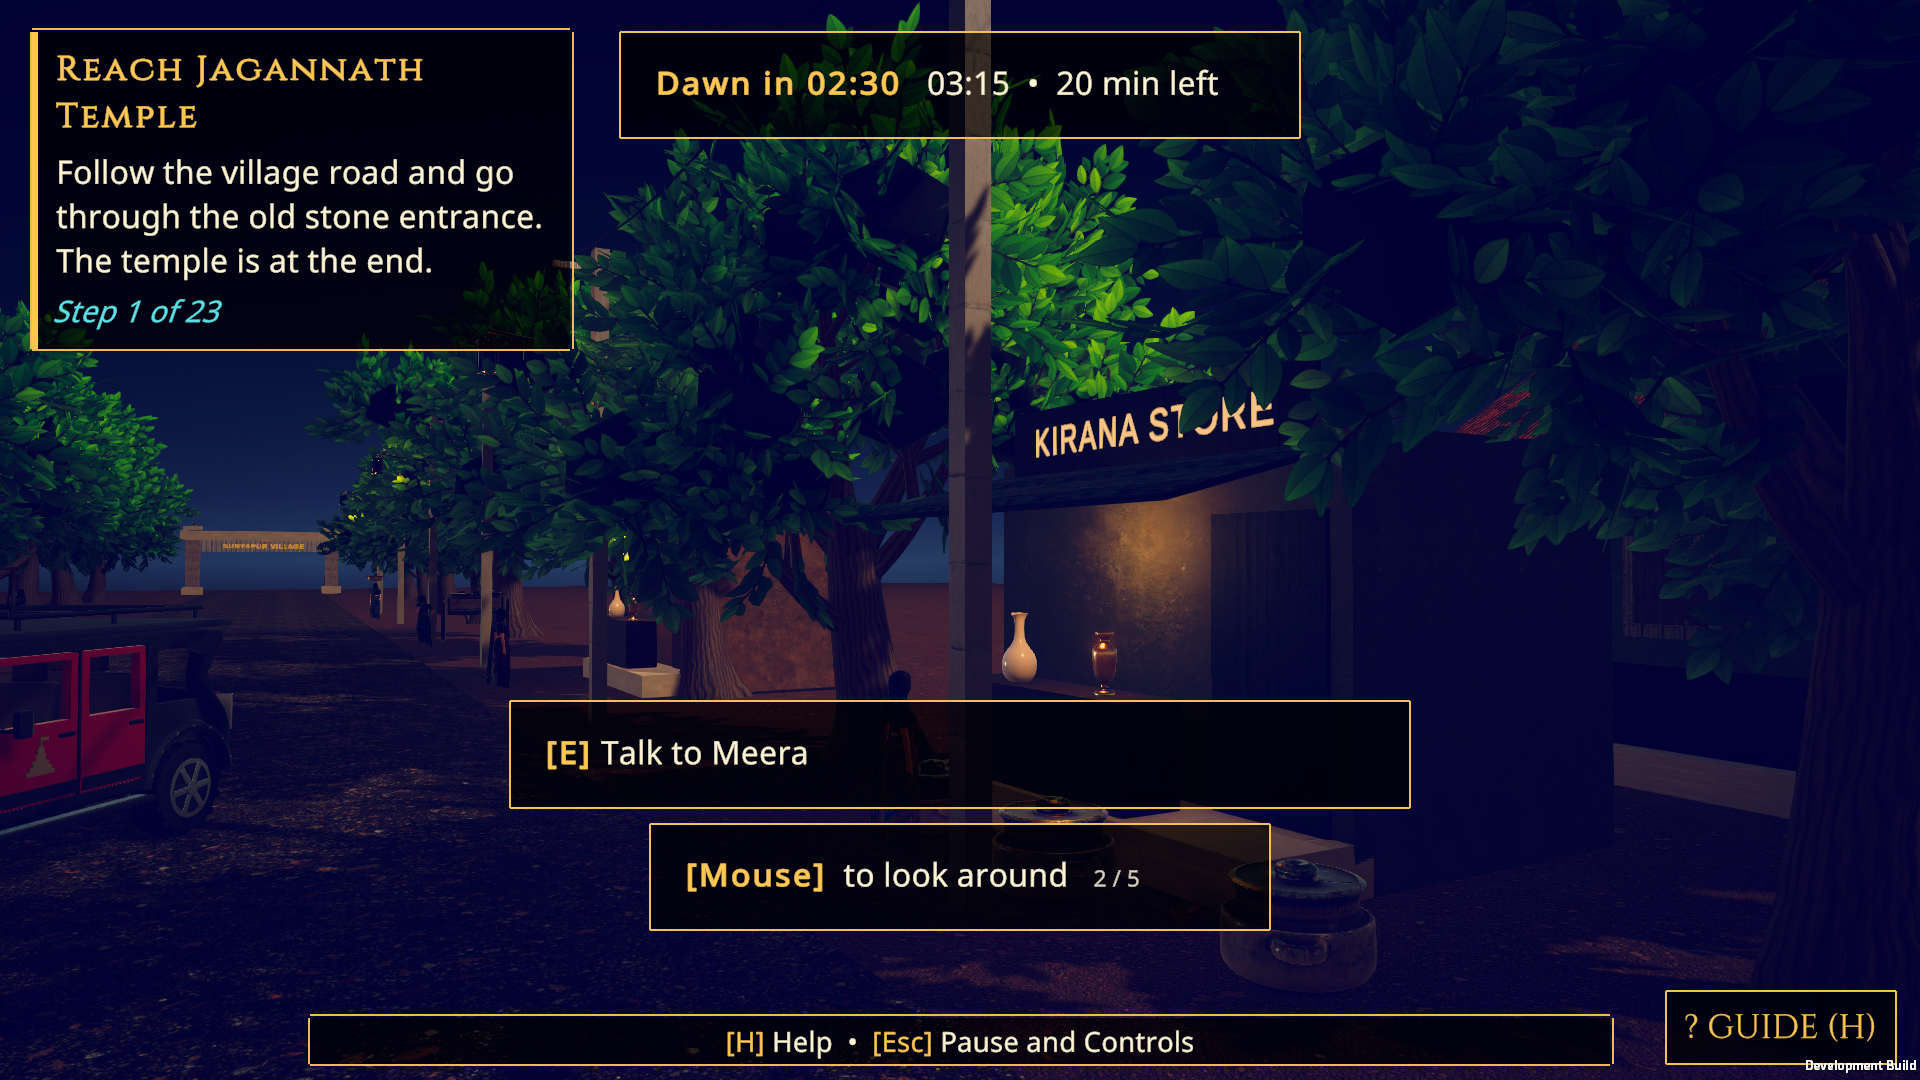 REACH JAGANNATH
TEMPLE
Follow the village road and go
through the old stone entrance.
The temple is at the end.
Step 1 of 23
Dawn in 02:30 03:15 • 20 min left
KIRANA STORE
[E] Talk to Meera
[Mouse] to look around 2 / 5
[H] Help • [Esc] Pause and Controls
? GUIDE (H)
Development Build